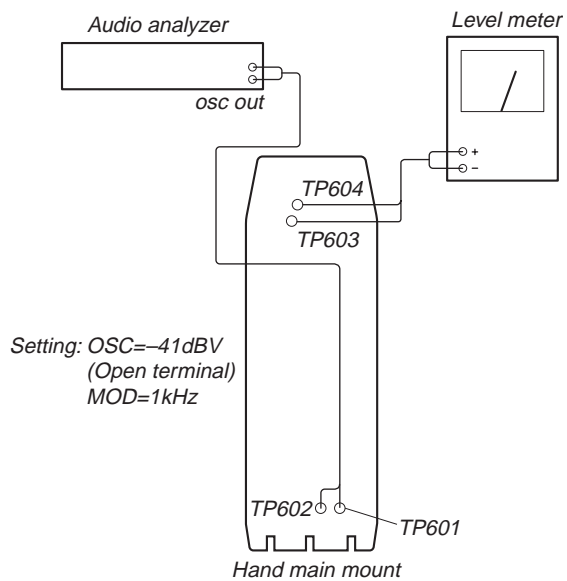 Audio analyzer
Level meter
osc out
+
–
TP604
TP603
Setting: OSC=–41dBV
(Open terminal)
MOD=1kHz
TP602
TP601
Hand main mount